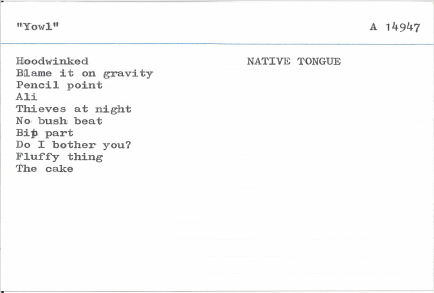 "Yowl" A 14947
Hoodwinked NATIVE TONGUE
Blame it on gravity
Pencil point
Ali
Thieves at night
No bush beat
Bip part
Do I bother you?
Fluffy thing
The cake